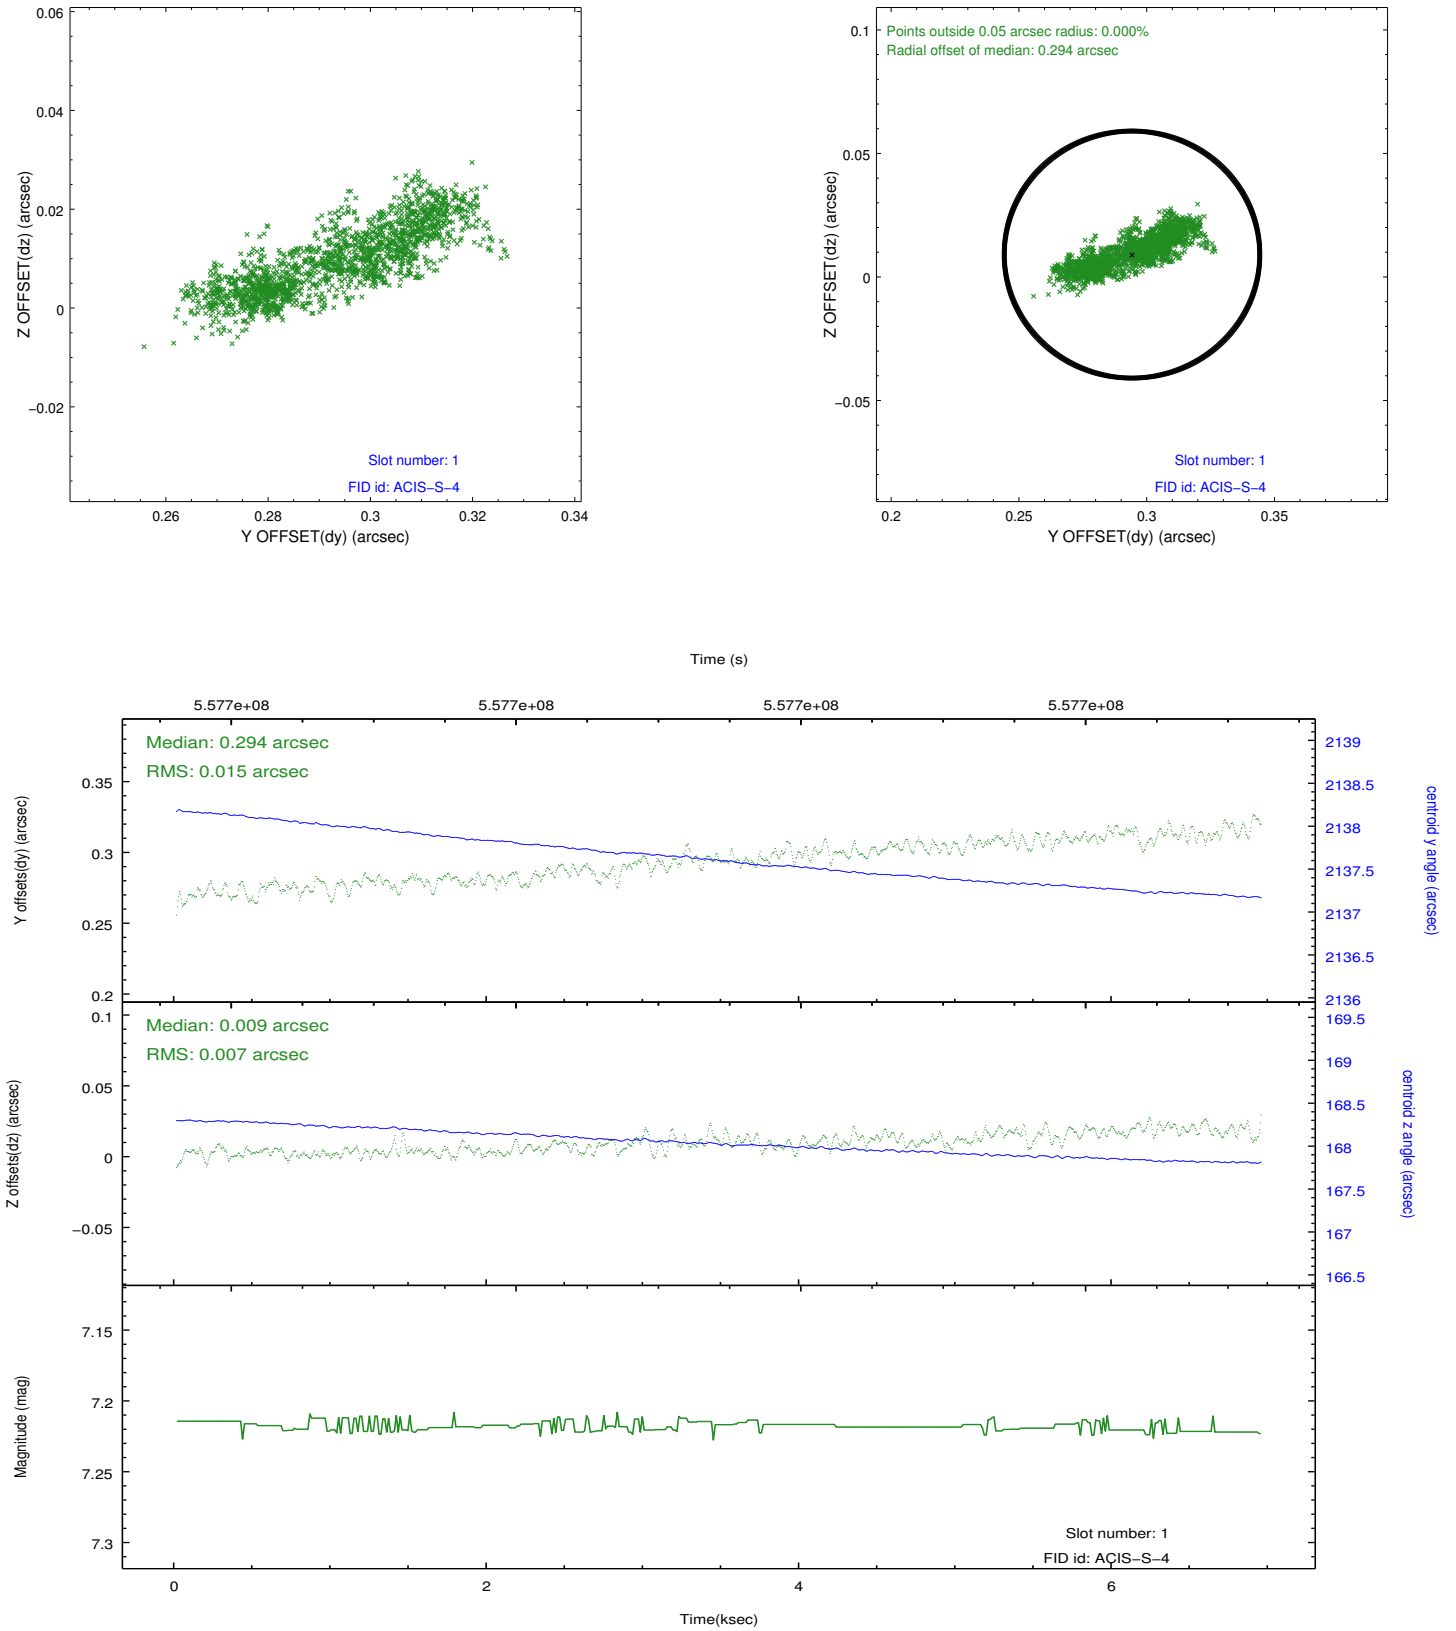 0.06
0.04
0.02
0
−0.02
Z OFFSET(dz) (arcsec)
Slot number: 1
FID id: ACIS−S−4
0.26
0.28
0.3
0.32
0.34
Y OFFSET(dy) (arcsec)
Points outside 0.05 arcsec radius: 0.000%
Radial offset of median: 0.294 arcsec
0.1
0.05
0
−0.05
Z OFFSET(dz) (arcsec)
Slot number: 1
FID id: ACIS−S−4
0.2
0.25
0.3
0.35
Y OFFSET(dy) (arcsec)
Time (s)
5.577e+08
5.577e+08
5.577e+08
5.577e+08
Median: 0.294 arcsec
RMS: 0.015 arcsec
0.35
0.3
0.25
0.2
Y offsets(dy) (arcsec)
2139
2138.5
2138
2137.5
2137
2136.5
2136
centroid y angle (arcsec)
Median: 0.009 arcsec
RMS: 0.007 arcsec
0.1
0.05
0
−0.05
Z offsets(dz) (arcsec)
169.5
169
168.5
168
167.5
167
166.5
centroid z angle (arcsec)
7.15
7.2
7.25
7.3
Magnitude (mag)
Slot number: 1
FID id: ACIS−S−4
0
2
4
6
Time(ksec)